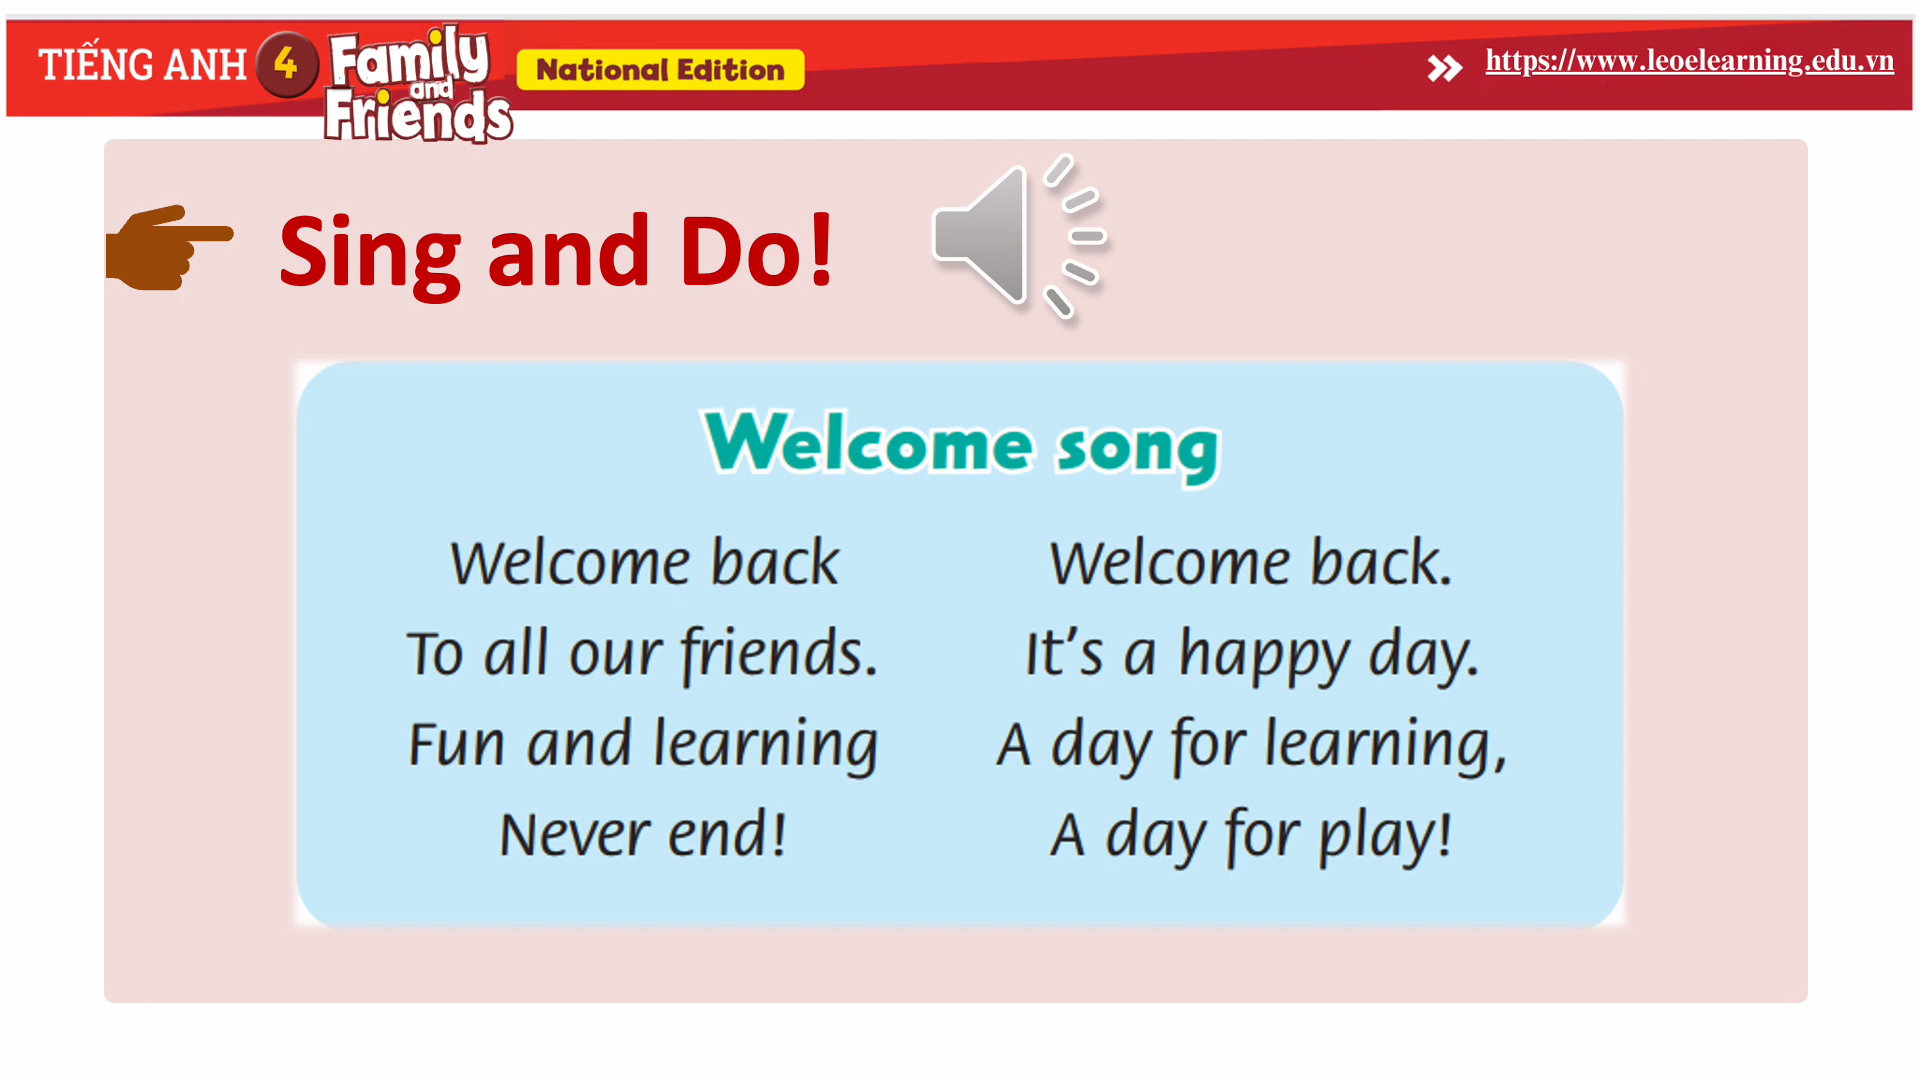 TIẾNG ANH 4 Family and Friends National Edition https://www.leoelearning.edu.vn
Sing and Do!
Welcome song
Welcome back
To all our friends.
Fun and learning
Never end!
Welcome back.
It's a happy day.
A day for learning,
A day for play!